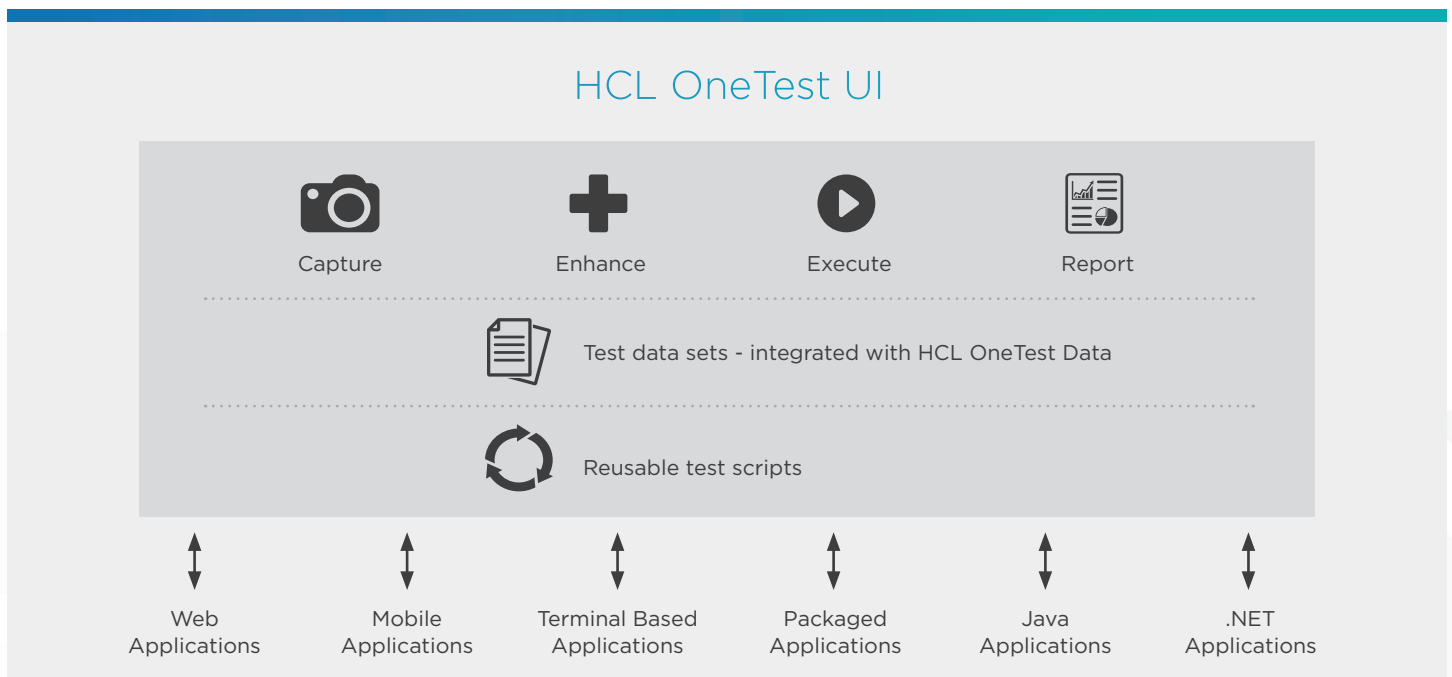 HCL OneTest UI
Capture
Enhance
Execute
Report
Test data sets - integrated with HCL OneTest Data
Reusable test scripts
Web
Applications
Mobile
Applications
Terminal Based
Applications
Packaged
Applications
Java
Applications
.NET
Applications